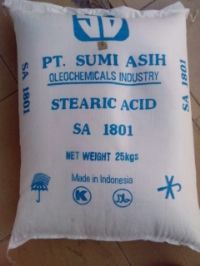 PT. SUMI ASIH
OLEOCHEMICALS INDUSTRY
STEARIC ACID
SA 1801
NET WEIGHT 25kgs
Made in Indonesia
K
SA 1801
SA 1801